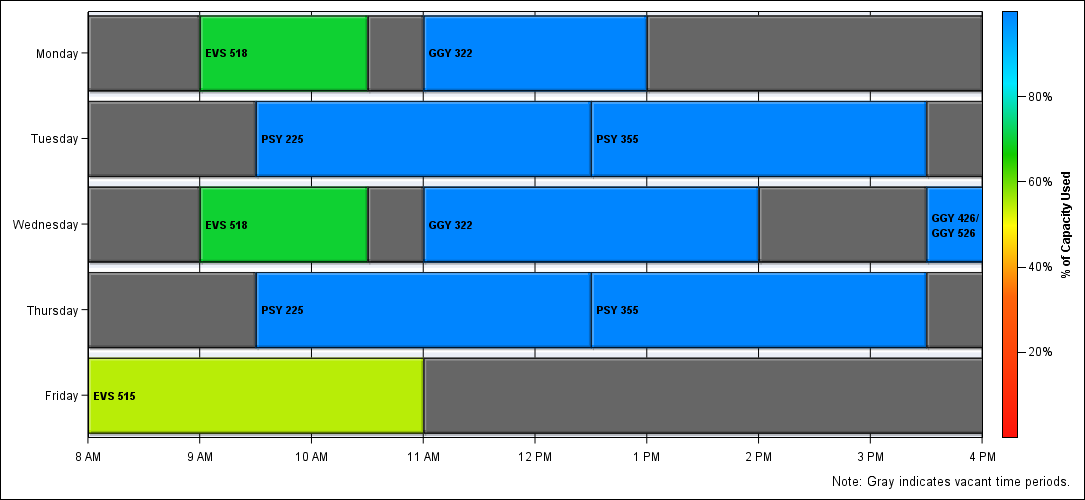 Monday
EVS 518
GGY 322
Tuesday
PSY 225
PSY 355
Wednesday
EVS 518
GGY 322
GGY 426/
GGY 526
Thursday
PSY 225
PSY 355
Friday
EVS 515
8 AM
9 AM
10 AM
11 AM
12 PM
1 PM
2 PM
3 PM
4 PM
80%
60%
40%
20%
% of Capacity Used
Note: Gray indicates vacant time periods.